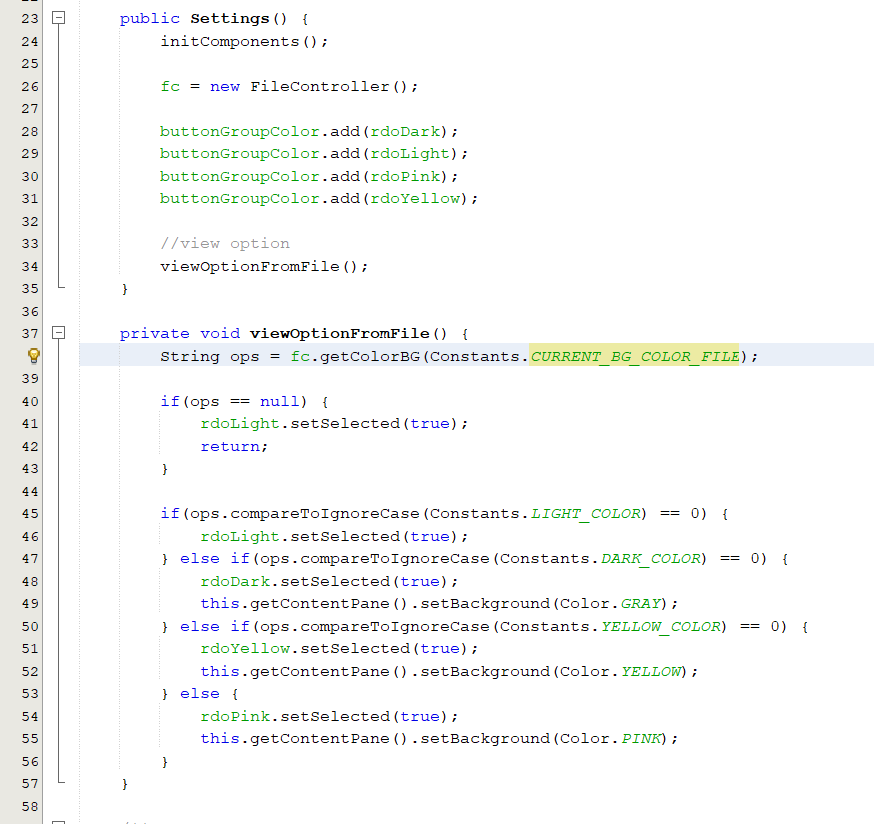 23 public Settings() {
24 initComponents();
25
26 fc = new FileController();
27
28 buttonGroupColor.add(rdoDark);
29 buttonGroupColor.add(rdoLight);
30 buttonGroupColor.add(rdoPink);
31 buttonGroupColor.add(rdoYellow);
32
33 //view option
34 viewOptionFromFile();
35 }
36
37 private void viewOptionFromFile() {
String ops = fc.getColorBG(Constants.CURRENT_BG_COLOR_FILE);
39
40 if(ops == null) {
41 rdoLight.setSelected(true);
42 return;
43 }
44
45 if(ops.compareToIgnoreCase(Constants.LIGHT_COLOR) == 0) {
46 rdoLight.setSelected(true);
47 } else if(ops.compareToIgnoreCase(Constants.DARK_COLOR) == 0) {
48 rdoDark.setSelected(true);
49 this.getContentPane().setBackground(Color.GRAY);
50 } else if(ops.compareToIgnoreCase(Constants.YELLOW_COLOR) == 0) {
51 rdoYellow.setSelected(true);
52 this.getContentPane().setBackground(Color.YELLOW);
53 } else {
54 rdoPink.setSelected(true);
55 this.getContentPane().setBackground(Color.PINK);
56 }
57 }
58